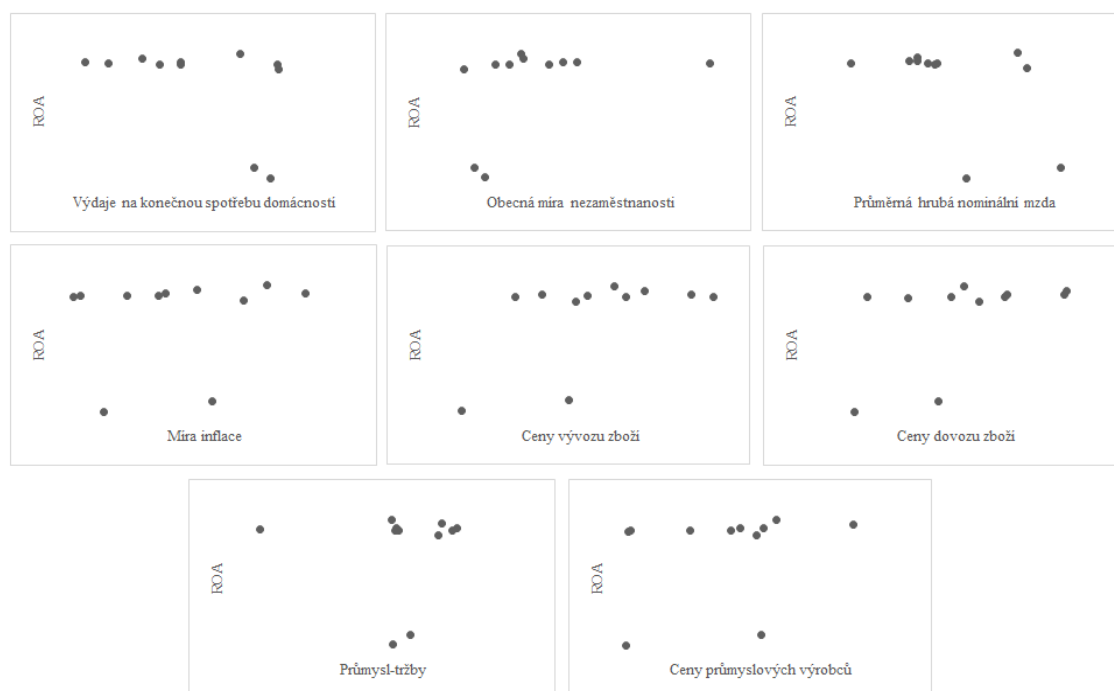 ROA
Výdaje na konečnou spotřebu domácností
ROA
Obecná míra nezaměstnanosti
ROA
Průměrná hrubá nominální mzda
ROA
Míra inflace
ROA
Ceny vývozu zboží
ROA
Ceny dovozu zboží
ROA
Průmysl-tržby
ROA
Ceny průmyslových výrobců